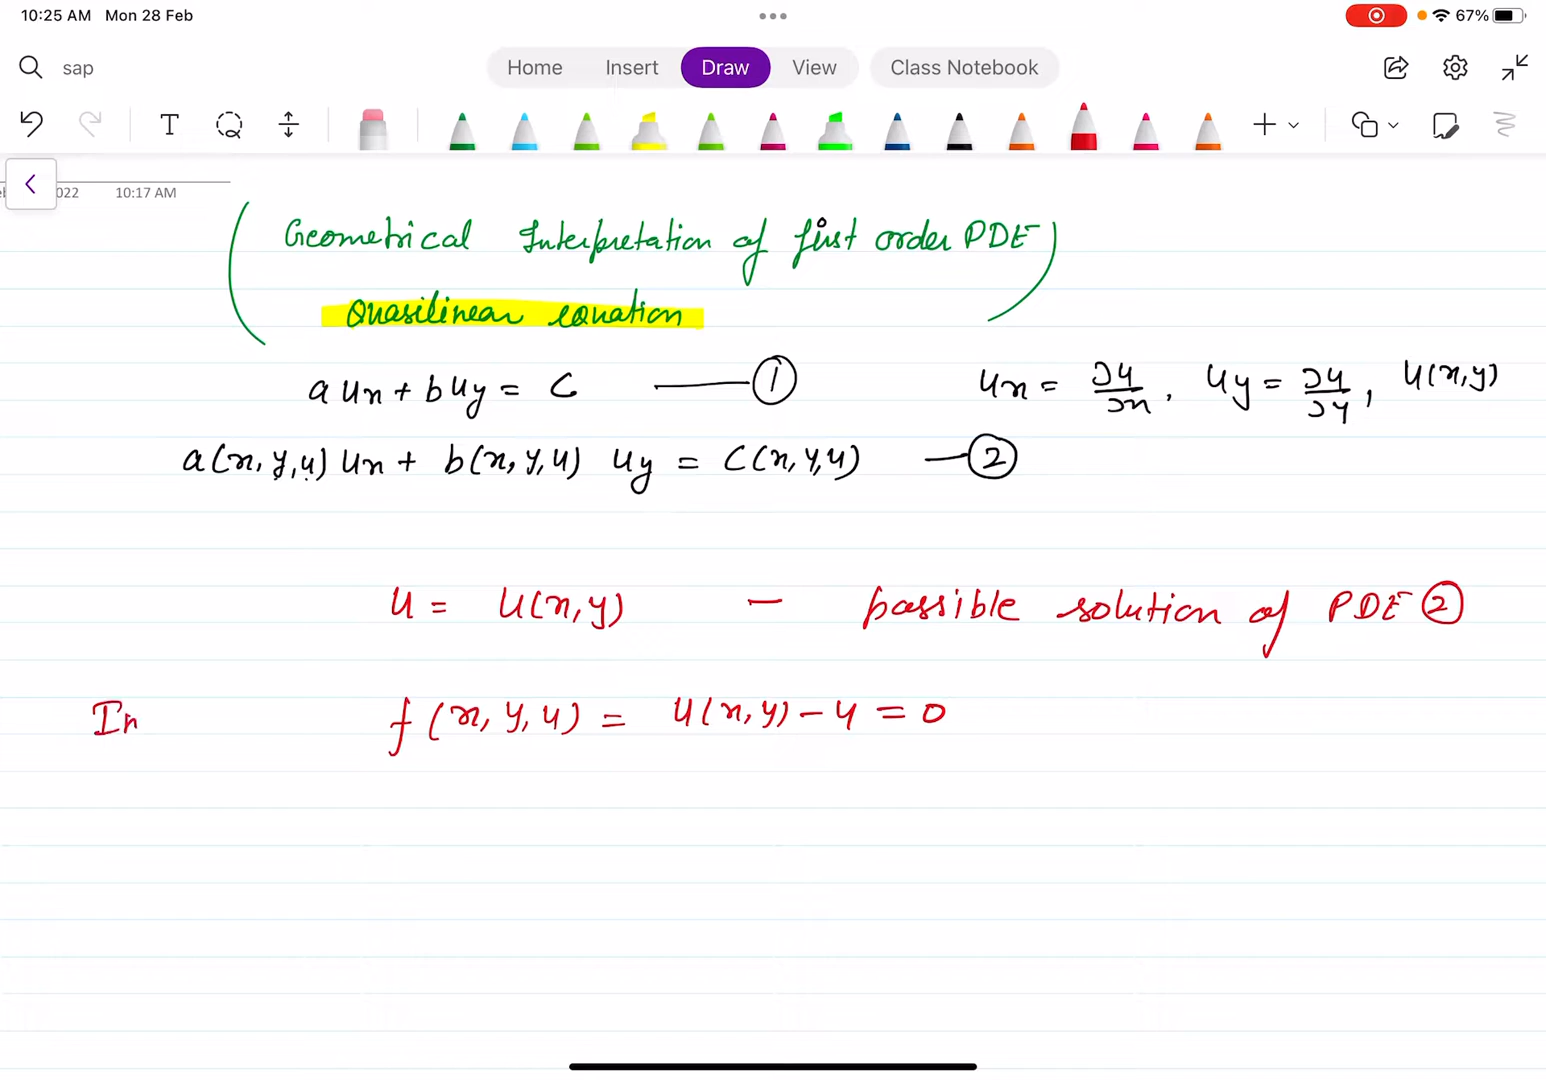 10:25 AM Mon 28 Feb
67%
sap
Home Insert Draw View Class Notebook
022 10:17 AM
(Geometrical Interpretation of first order PDE)
Quasilinear equation
a ux + b uy = c — ① ux = ∂u/∂x, uy = ∂u/∂y, u(x,y)
a(x,y,u) ux + b(x,y,u) uy = c(x,y,u) — ②
u = u(x,y) — possible solution of PDE ②
In f(x,y,u) = u(x,y) - u = 0